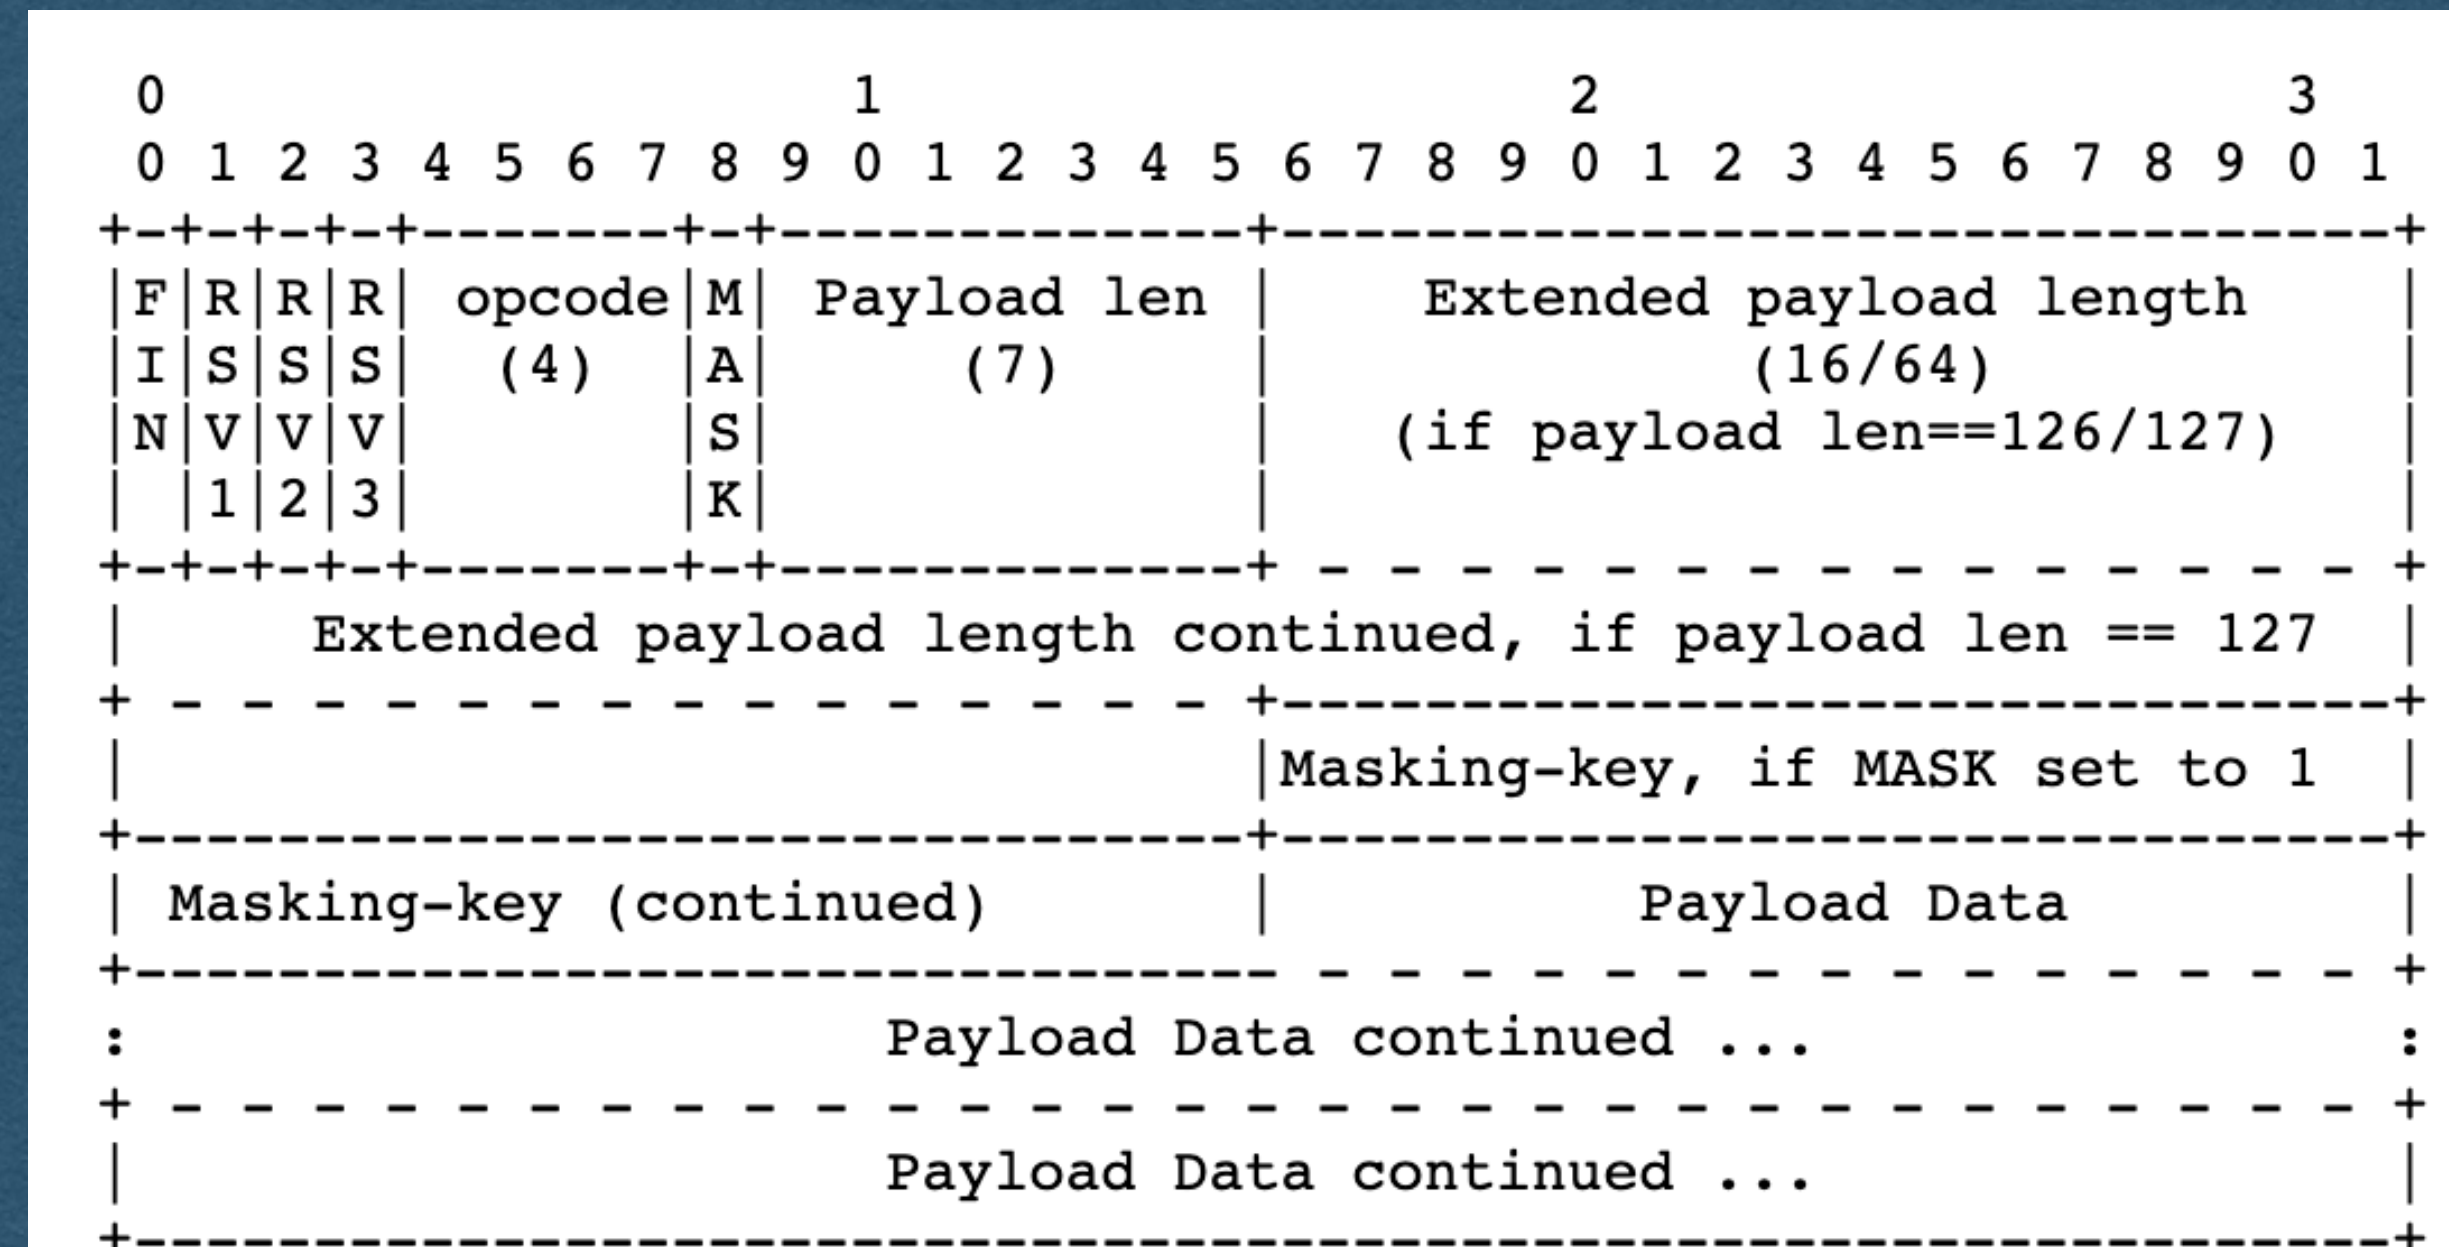 0                   1                   2                   3
 0 1 2 3 4 5 6 7 8 9 0 1 2 3 4 5 6 7 8 9 0 1 2 3 4 5 6 7 8 9 0 1
+-+-+-+-+-------+-+-------------+-------------------------------+
|F|R|R|R| opcode|M| Payload len |    Extended payload length    |
|I|S|S|S|  (4)  |A|     (7)     |             (16/64)           |
|N|V|V|V|       |S|             |   (if payload len==126/127)   |
| |1|2|3|       |K|             |                               |
+-+-+-+-+-------+-+-------------+ - - - - - - - - - - - - - - - +
|     Extended payload length continued, if payload len == 127  |
+ - - - - - - - - - - - - - - - +-------------------------------+
|                               |Masking-key, if MASK set to 1  |
+-------------------------------+-------------------------------+
| Masking-key (continued)       |          Payload Data         |
+-------------------------------- - - - - - - - - - - - - - - - +
:                     Payload Data continued ...                :
+ - - - - - - - - - - - - - - - - - - - - - - - - - - - - - - - +
|                     Payload Data continued ...                |
+---------------------------------------------------------------+